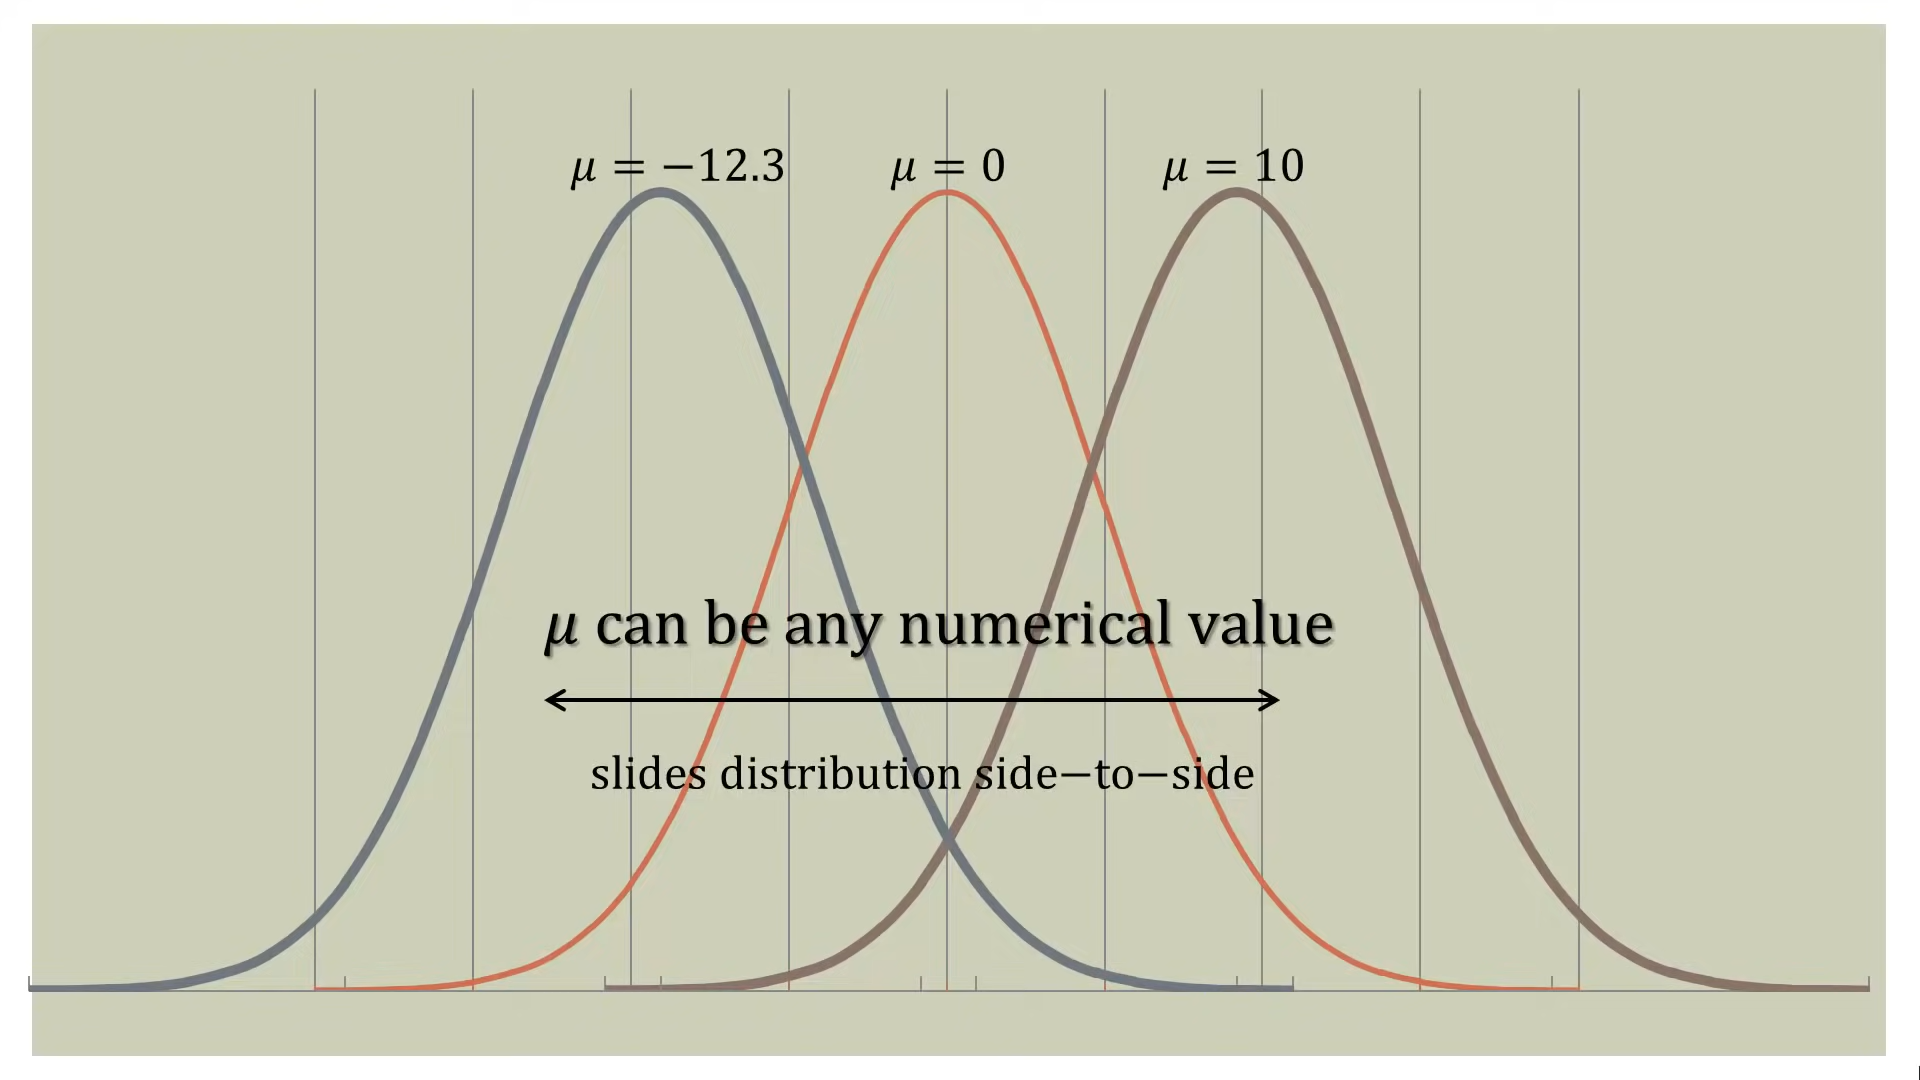 μ = −12.3 μ = 0 μ = 10
μ can be any numerical value
slides distribution side−to−side